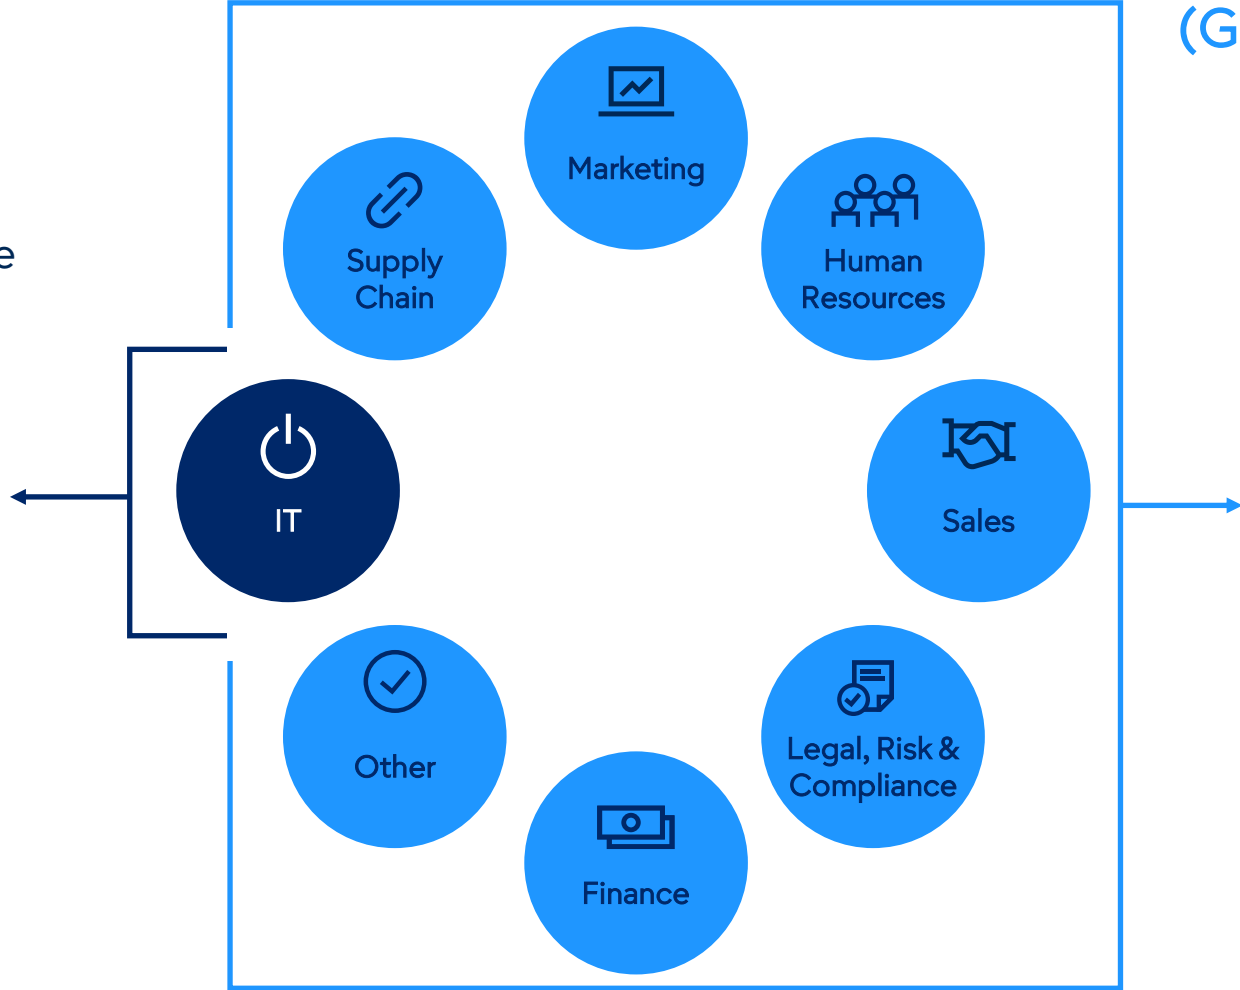 (G
Marketing
Supply
Chain
Human
Resources
e
IT
Sales
Other
Legal, Risk &
Compliance
Finance